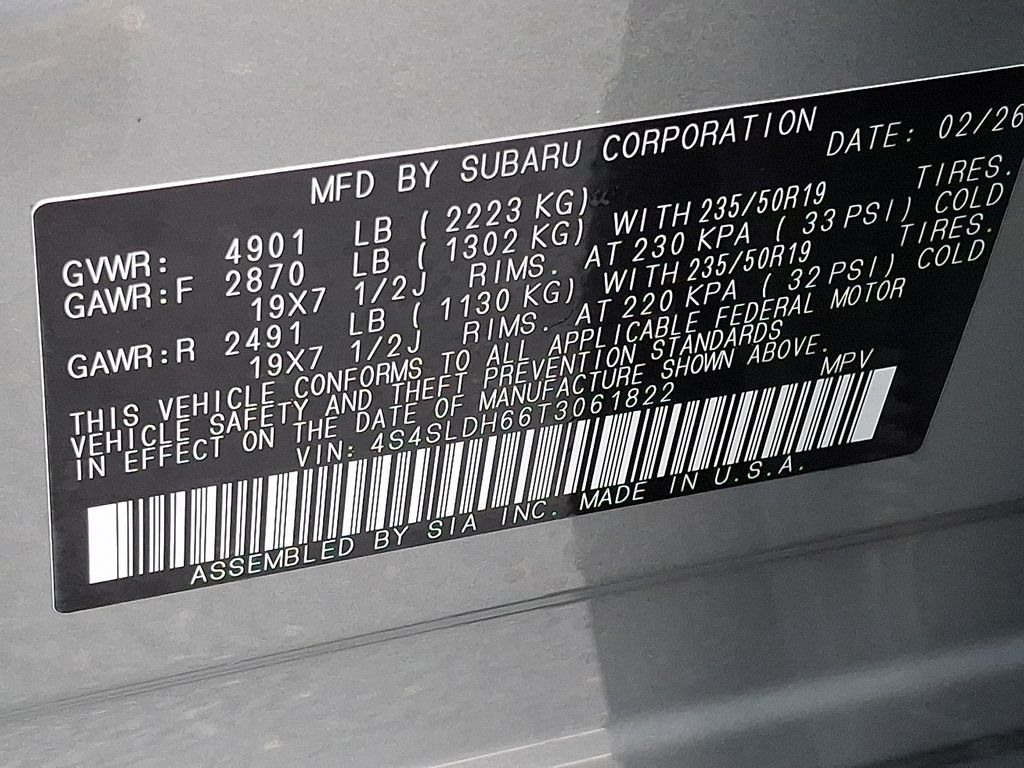 MFD BY SUBARU CORPORATION DATE: 02/26
GVWR: 4901 LB ( 2223 KG)
GAWR:F 2870 LB ( 1302 KG) WITH 235/50R19 TIRES.
19X7 1/2J RIMS. AT 230 KPA ( 33 PSI) COLD
GAWR:R 2491 LB ( 1130 KG) WITH 235/50R19 TIRES.
19X7 1/2J RIMS. AT 220 KPA ( 32 PSI) COLD
THIS VEHICLE CONFORMS TO ALL APPLICABLE FEDERAL MOTOR
VEHICLE SAFETY AND THEFT PREVENTION STANDARDS
IN EFFECT ON THE DATE OF MANUFACTURE SHOWN ABOVE.
VIN: 4S4SLDH66T3061822 MPV
ASSEMBLED BY SIA INC. MADE IN U.S.A.